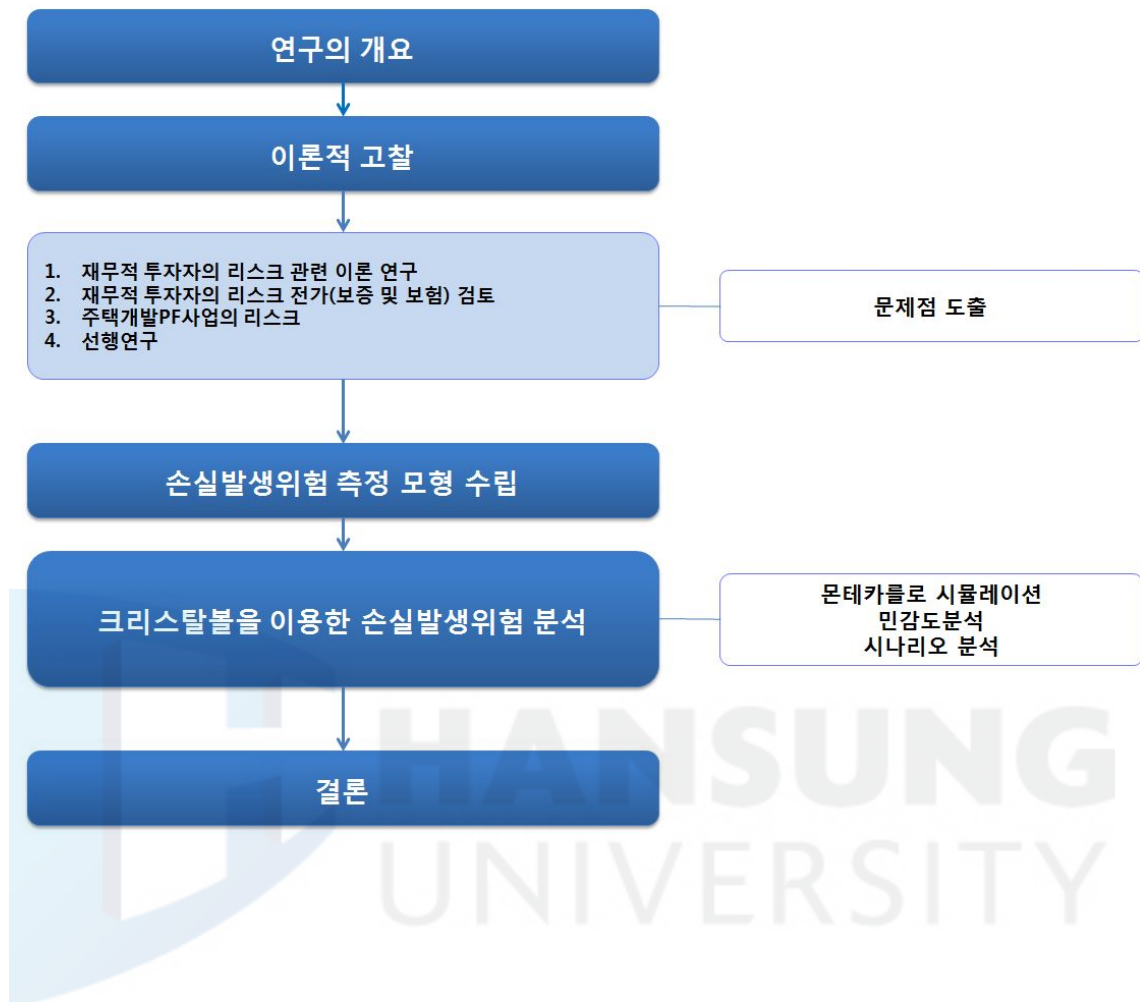 연구의 개요
이론적 고찰
1. 재무적 투자자의 리스크 관련 이론 연구
2. 재무적 투자자의 리스크 전가(보증 및 보험) 검토
3. 주택개발PF사업의 리스크
4. 선행연구
문제점 도출
손실발생위험 측정 모형 수립
크리스탈볼을 이용한 손실발생위험 분석
몬테카를로 시뮬레이션
민감도분석
시나리오 분석
결론
HANSUNG
UNIVERSITY